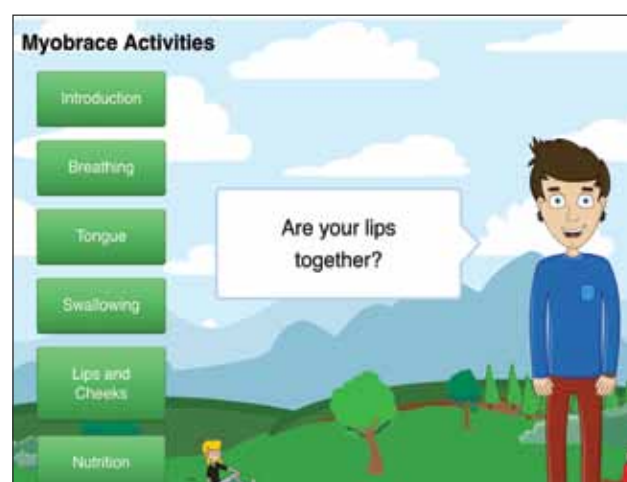 Myobrace Activities
Introduction
Breathing
Tongue
Swallowing
Lips and
Cheeks
Nutrition
Are your lips
together?